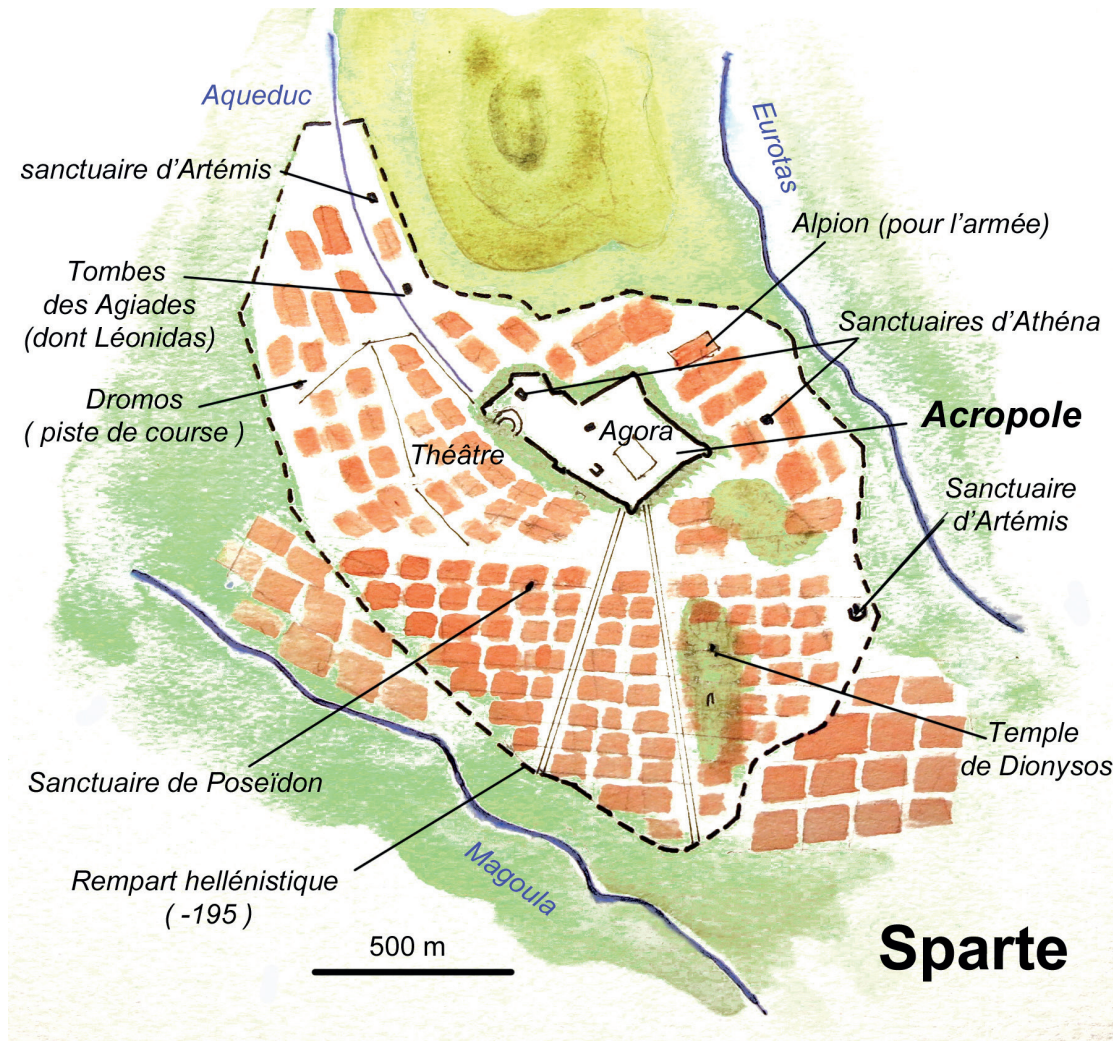 Aqueduc
Eurotas
sanctuaire d’Artémis
Alpion (pour l’armée)
Tombes
des Agiades
(dont Léonidas)
Sanctuaires d’Athéna
Dromos
( piste de course )
Acropole
Agora
Théâtre
Sanctuaire
d’Artémis
Temple
de Dionysos
Sanctuaire de Poseïdon
Rempart hellénistique
( -195 )
Magoula
500 m
Sparte